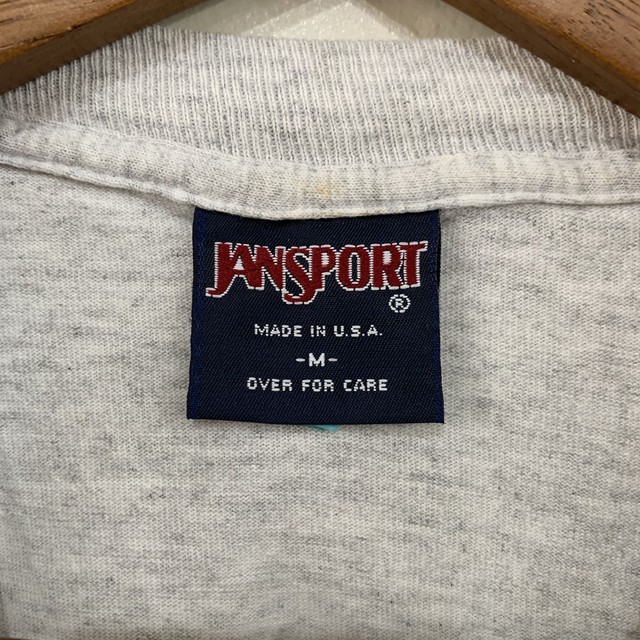 JANSPORT®
MADE IN U.S.A.
-M-
OVER FOR CARE